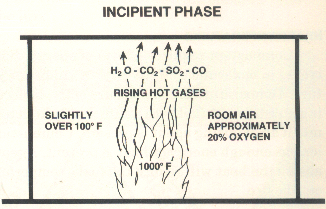 INCIPIENT PHASE
H₂O - CO₂ - SO₂ - CO
RISING HOT GASES
SLIGHTLY
OVER 100° F
ROOM AIR
APPROXIMATELY
20% OXYGEN
1000° F